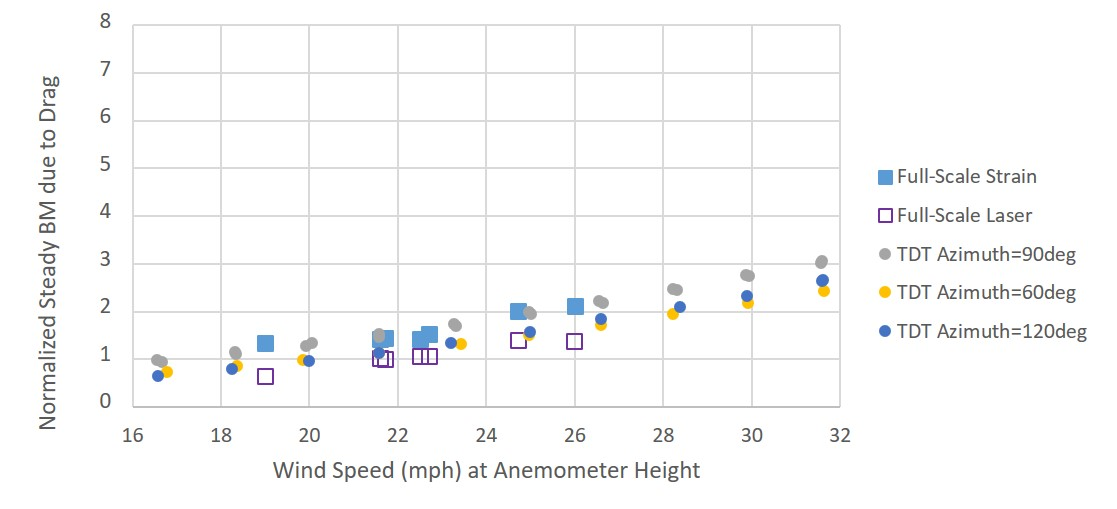 8
7
6
5
4
3
2
1
0
Normalized Steady BM due to Drag
16 18 20 22 24 26 28 30 32
Wind Speed (mph) at Anemometer Height
Full-Scale Strain
Full-Scale Laser
TDT Azimuth=90deg
TDT Azimuth=60deg
TDT Azimuth=120deg